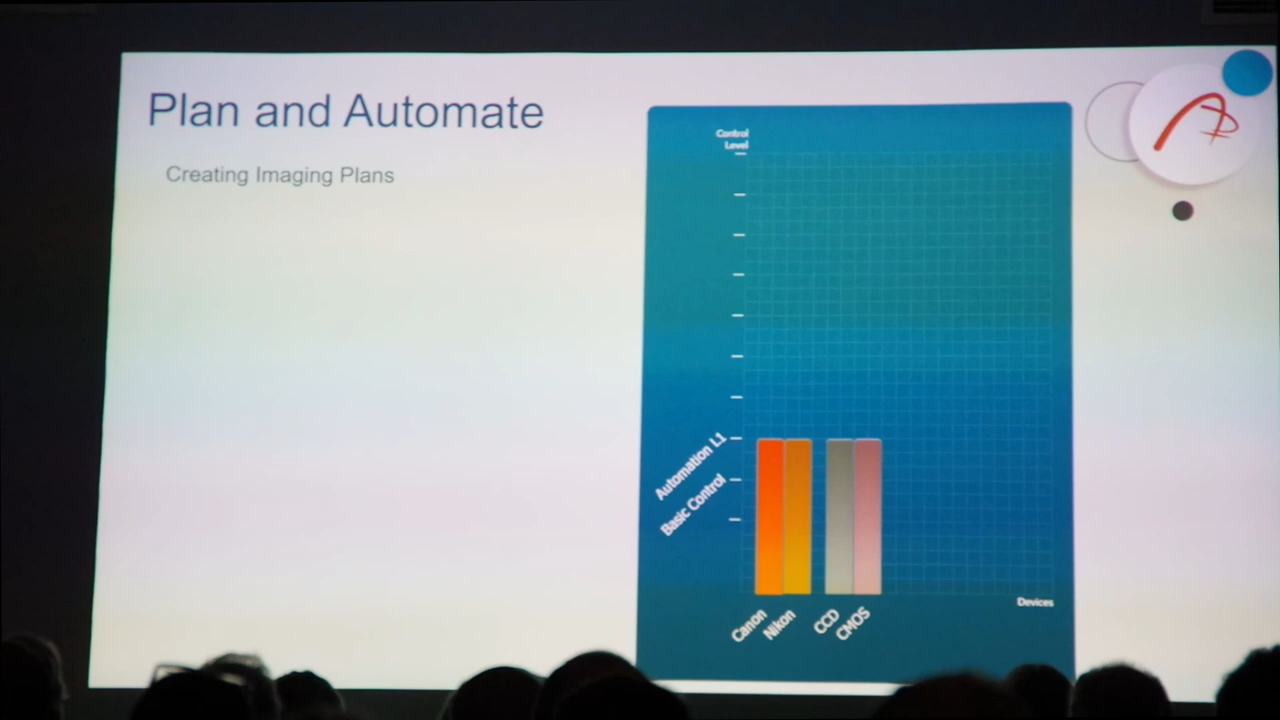 Plan and Automate
Creating Imaging Plans
Control
Level
Automation L1
Basic Control
Devices
Canon
Nikon
CCD
CMOS